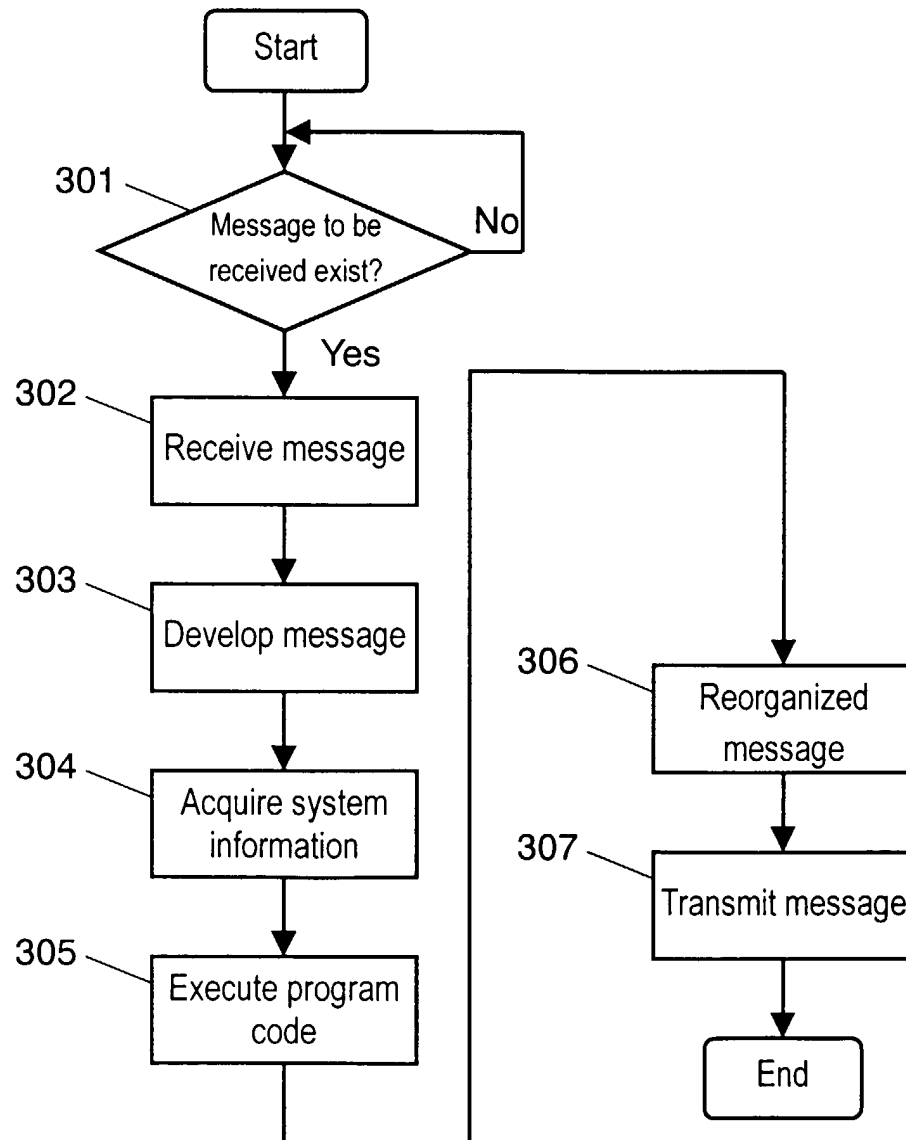 Start
301
Message to be
received exist?
No
Yes
302
Receive message
303
Develop message
304
Acquire system
information
305
Execute program
code
306
Reorganized
message
307
Transmit message
End